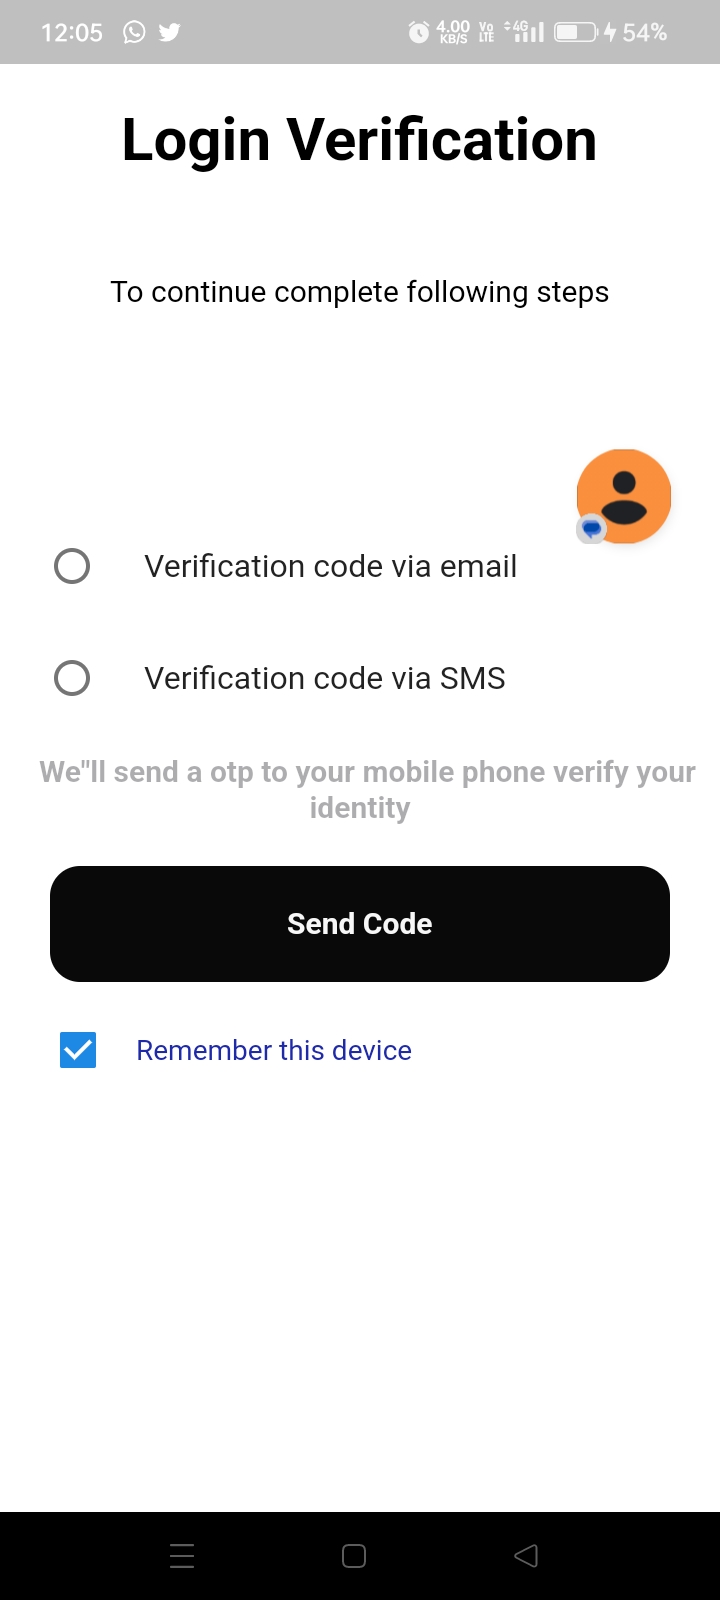 12:05 4.00 KB/S Vo LTE 4G 54%
Login Verification
To continue complete following steps
Verification code via email
Verification code via SMS
We"ll send a otp to your mobile phone verify your
identity
Send Code
Remember this device